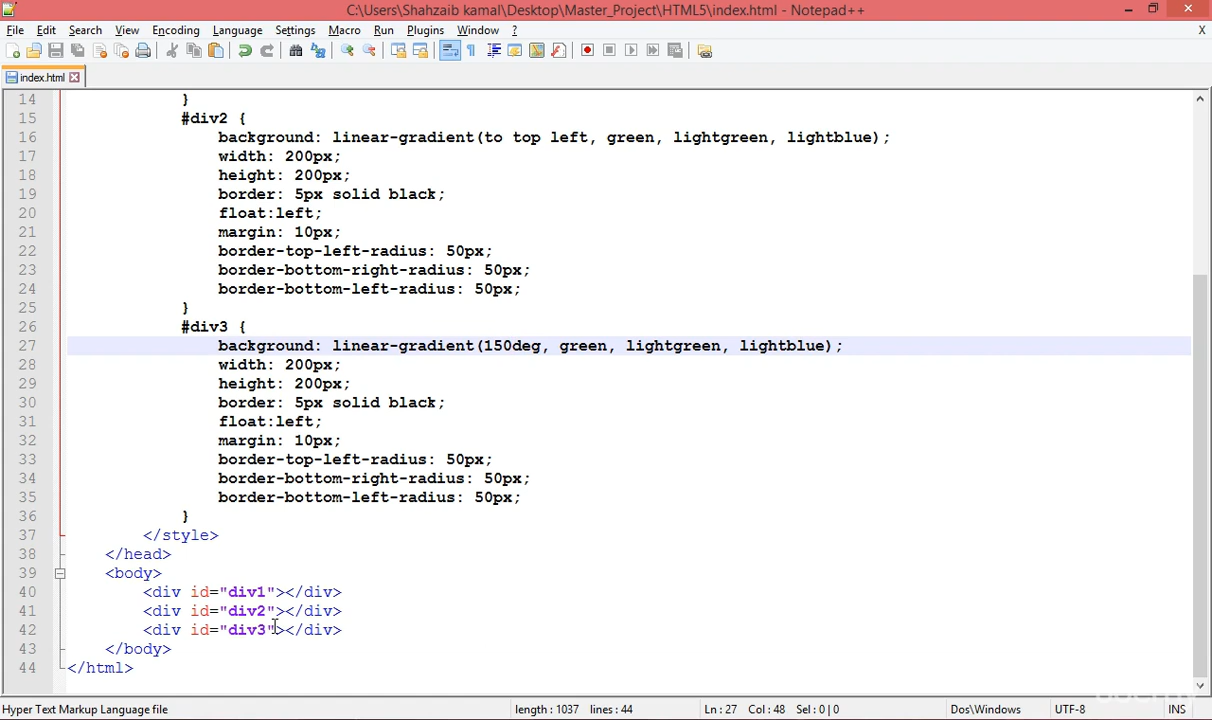 C:\Users\Shahzaib kamal\Desktop\Master_Project\HTML5\index.html - Notepad++
File Edit Search View Encoding Language Settings Macro Run Plugins Window ? X
index.html
14 }
15 #div2 {
16 background: linear-gradient(to top left, green, lightgreen, lightblue);
17 width: 200px;
18 height: 200px;
19 border: 5px solid black;
20 float:left;
21 margin: 10px;
22 border-top-left-radius: 50px;
23 border-bottom-right-radius: 50px;
24 border-bottom-left-radius: 50px;
25 }
26 #div3 {
27 background: linear-gradient(150deg, green, lightgreen, lightblue);
28 width: 200px;
29 height: 200px;
30 border: 5px solid black;
31 float:left;
32 margin: 10px;
33 border-top-left-radius: 50px;
34 border-bottom-right-radius: 50px;
35 border-bottom-left-radius: 50px;
36 }
37 </style>
38 </head>
39 <body>
40 <div id="div1"></div>
41 <div id="div2"></div>
42 <div id="div3"></div>
43 </body>
44 </html>
Hyper Text Markup Language file length : 1037 lines : 44 Ln : 27 Col : 48 Sel : 0 | 0 Dos\Windows UTF-8 INS